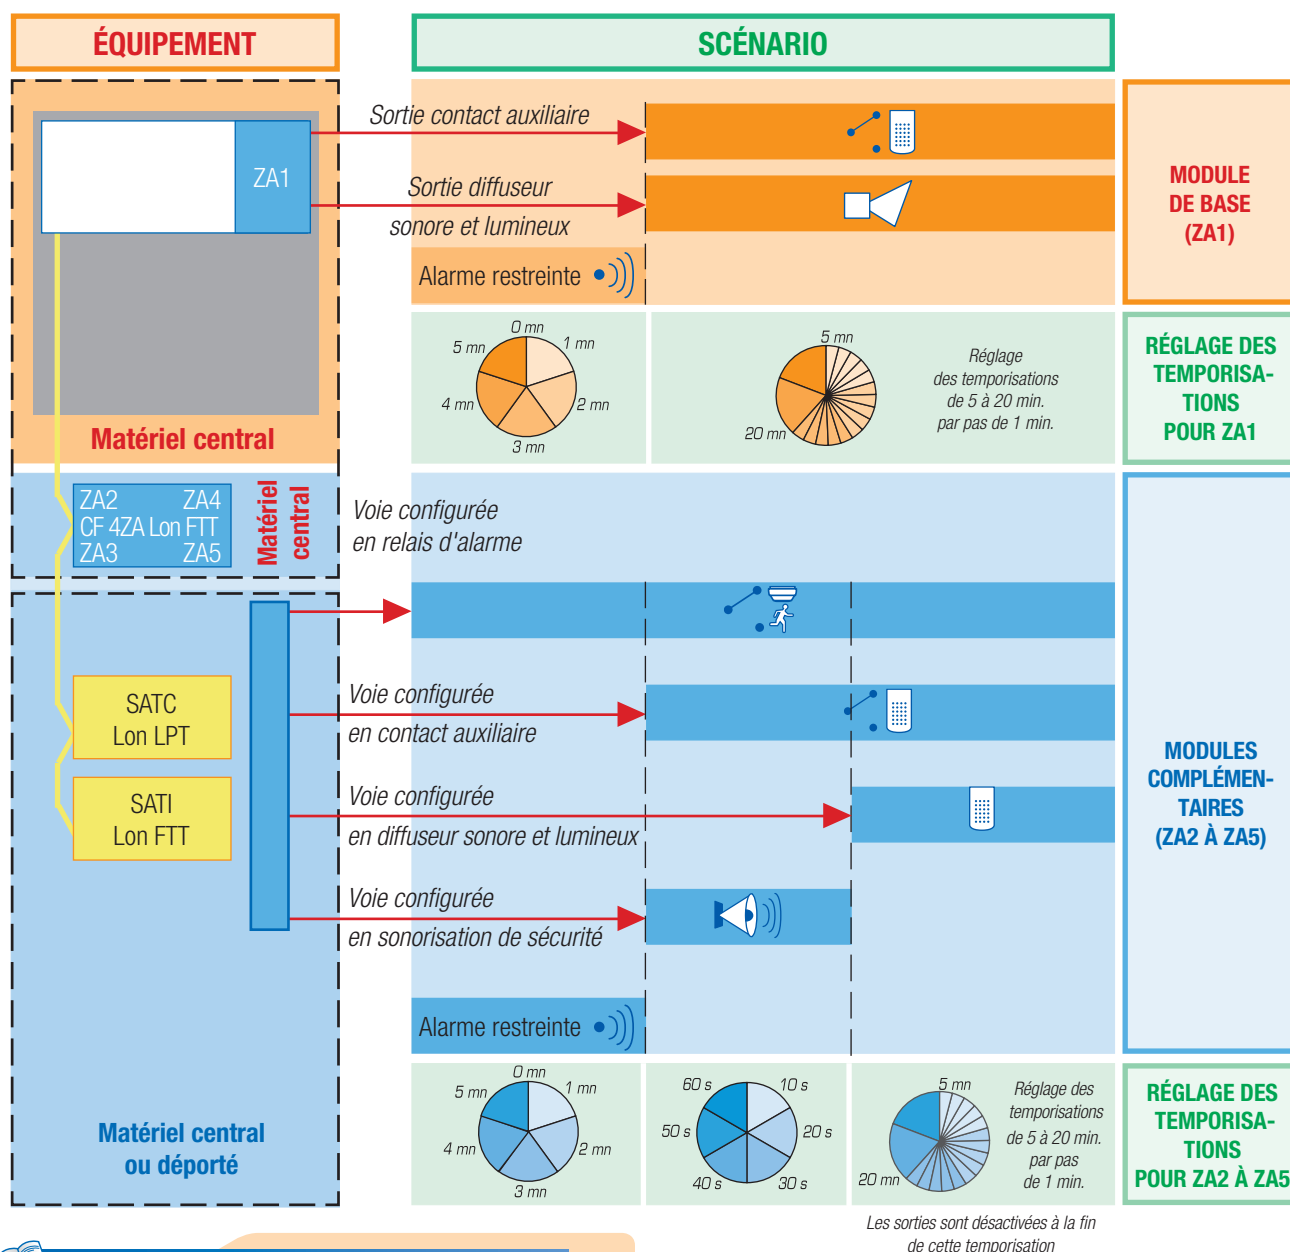 ÉQUIPEMENT
SCÉNARIO
ZA1
Sortie contact auxiliaire
Sortie diffuseur
sonore et lumineux
Alarme restreinte
MODULE
DE BASE
(ZA1)
Matériel central
0 mn
1 mn
2 mn
3 mn
4 mn
5 mn
5 mn
20 mn
Réglage
des temporisations
de 5 à 20 min.
par pas de 1 min.
RÉGLAGE DES
TEMPORISA-
TIONS
POUR ZA1
ZA2 ZA4
CF 4ZA Lon FTT
ZA3 ZA5
Matériel
central
Voie configurée
en relais d'alarme
SATC
Lon LPT
SATI
Lon FTT
Voie configurée
en contact auxiliaire
Voie configurée
en diffuseur sonore et lumineux
Voie configurée
en sonorisation de sécurité
Alarme restreinte
MODULES
COMPLÉMEN-
TAIRES
(ZA2 À ZA5)
Matériel central
ou déporté
0 mn
1 mn
2 mn
3 mn
4 mn
5 mn
60 s
10 s
20 s
30 s
40 s
50 s
5 mn
20 mn
Réglage des
temporisations
de 5 à 20 min.
par pas
de 1 min.
RÉGLAGE DES
TEMPORISA-
TIONS
POUR ZA2 À ZA5
Les sorties sont désactivées à la fin
de cette temporisation